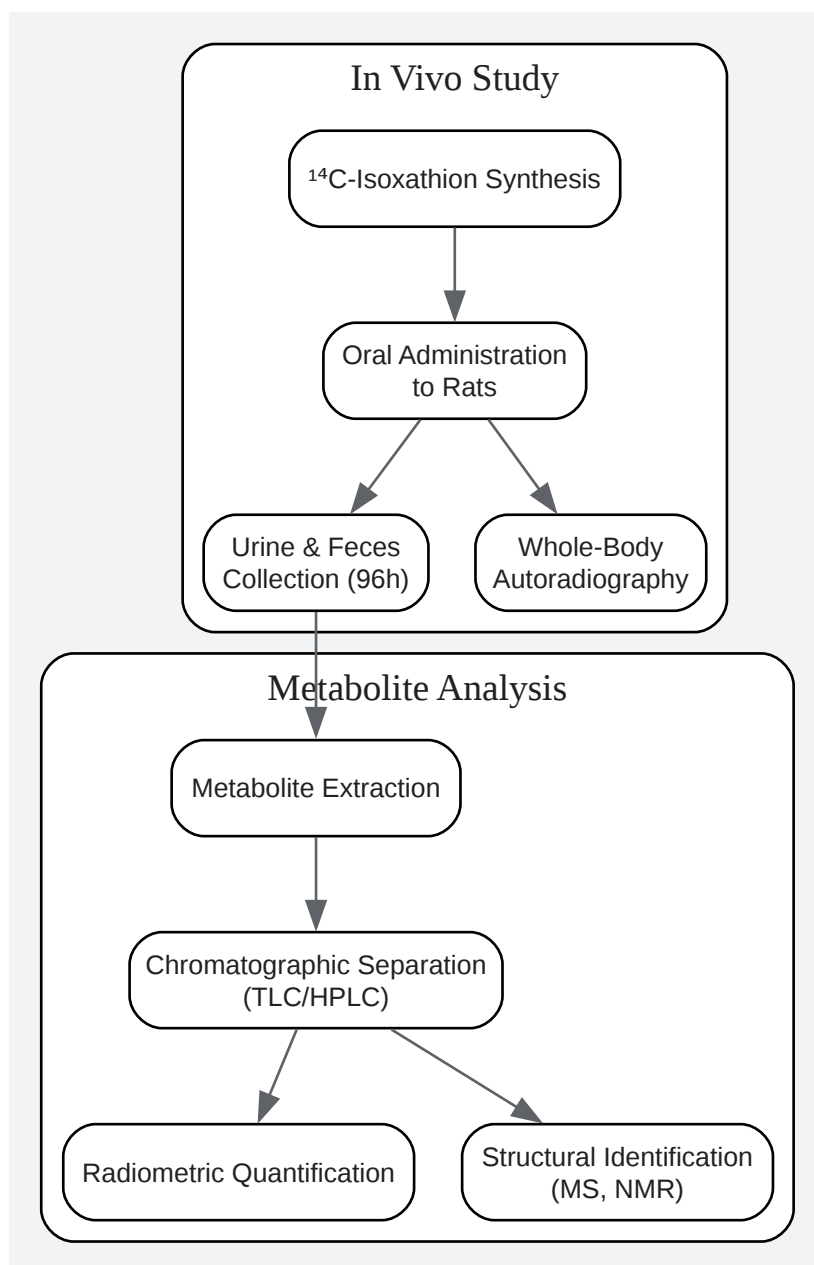 In Vivo Study
¹⁴C-Isoxathion Synthesis
Oral Administration
to Rats
Urine & Feces
Collection (96h)
Whole-Body
Autoradiography
Metabolite Analysis
Metabolite Extraction
Chromatographic Separation
(TLC/HPLC)
Radiometric Quantification
Structural Identification
(MS, NMR)